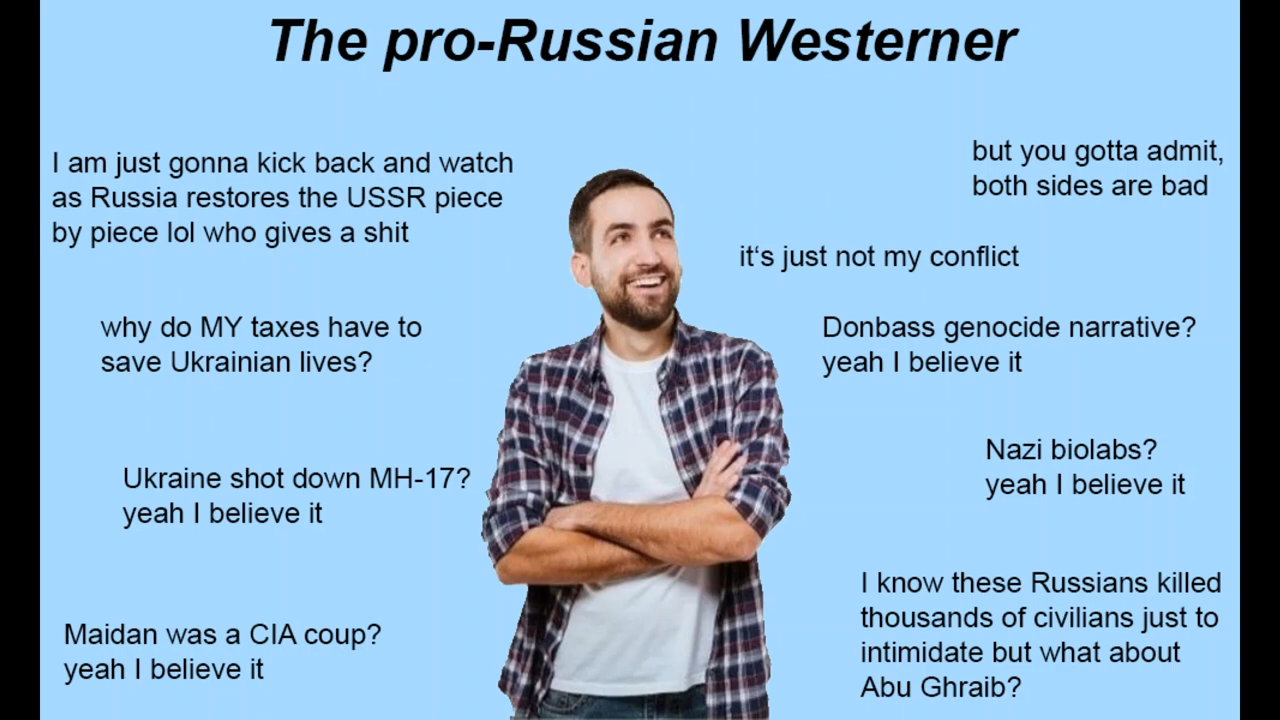 The pro-Russian Westerner
I am just gonna kick back and watch
as Russia restores the USSR piece
by piece lol who gives a shit
but you gotta admit,
both sides are bad
it‘s just not my conflict
why do MY taxes have to
save Ukrainian lives?
Donbass genocide narrative?
yeah I believe it
Ukraine shot down MH-17?
yeah I believe it
Nazi biolabs?
yeah I believe it
Maidan was a CIA coup?
yeah I believe it
I know these Russians killed
thousands of civilians just to
intimidate but what about
Abu Ghraib?